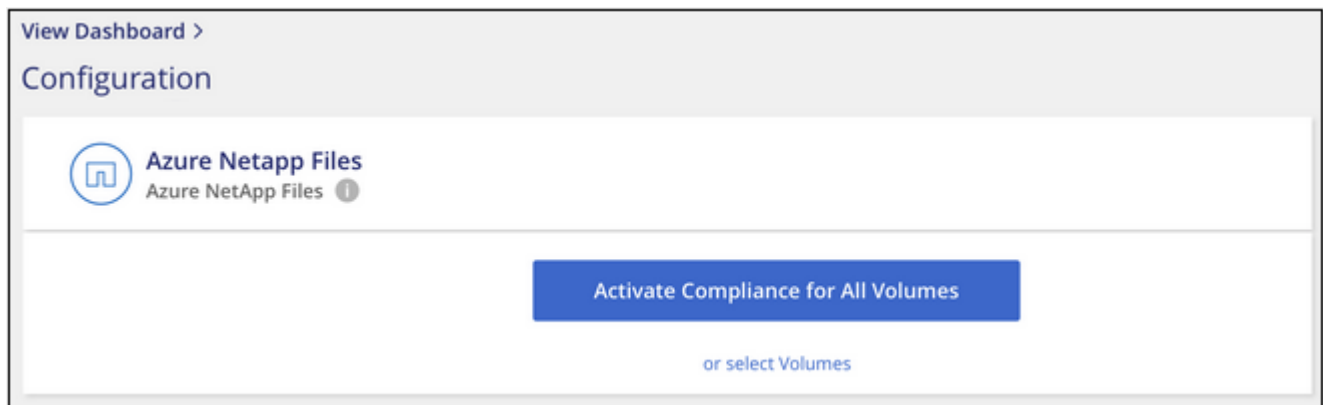 View Dashboard >
Configuration
Azure Netapp Files
Azure NetApp Files i
Activate Compliance for All Volumes
or select Volumes